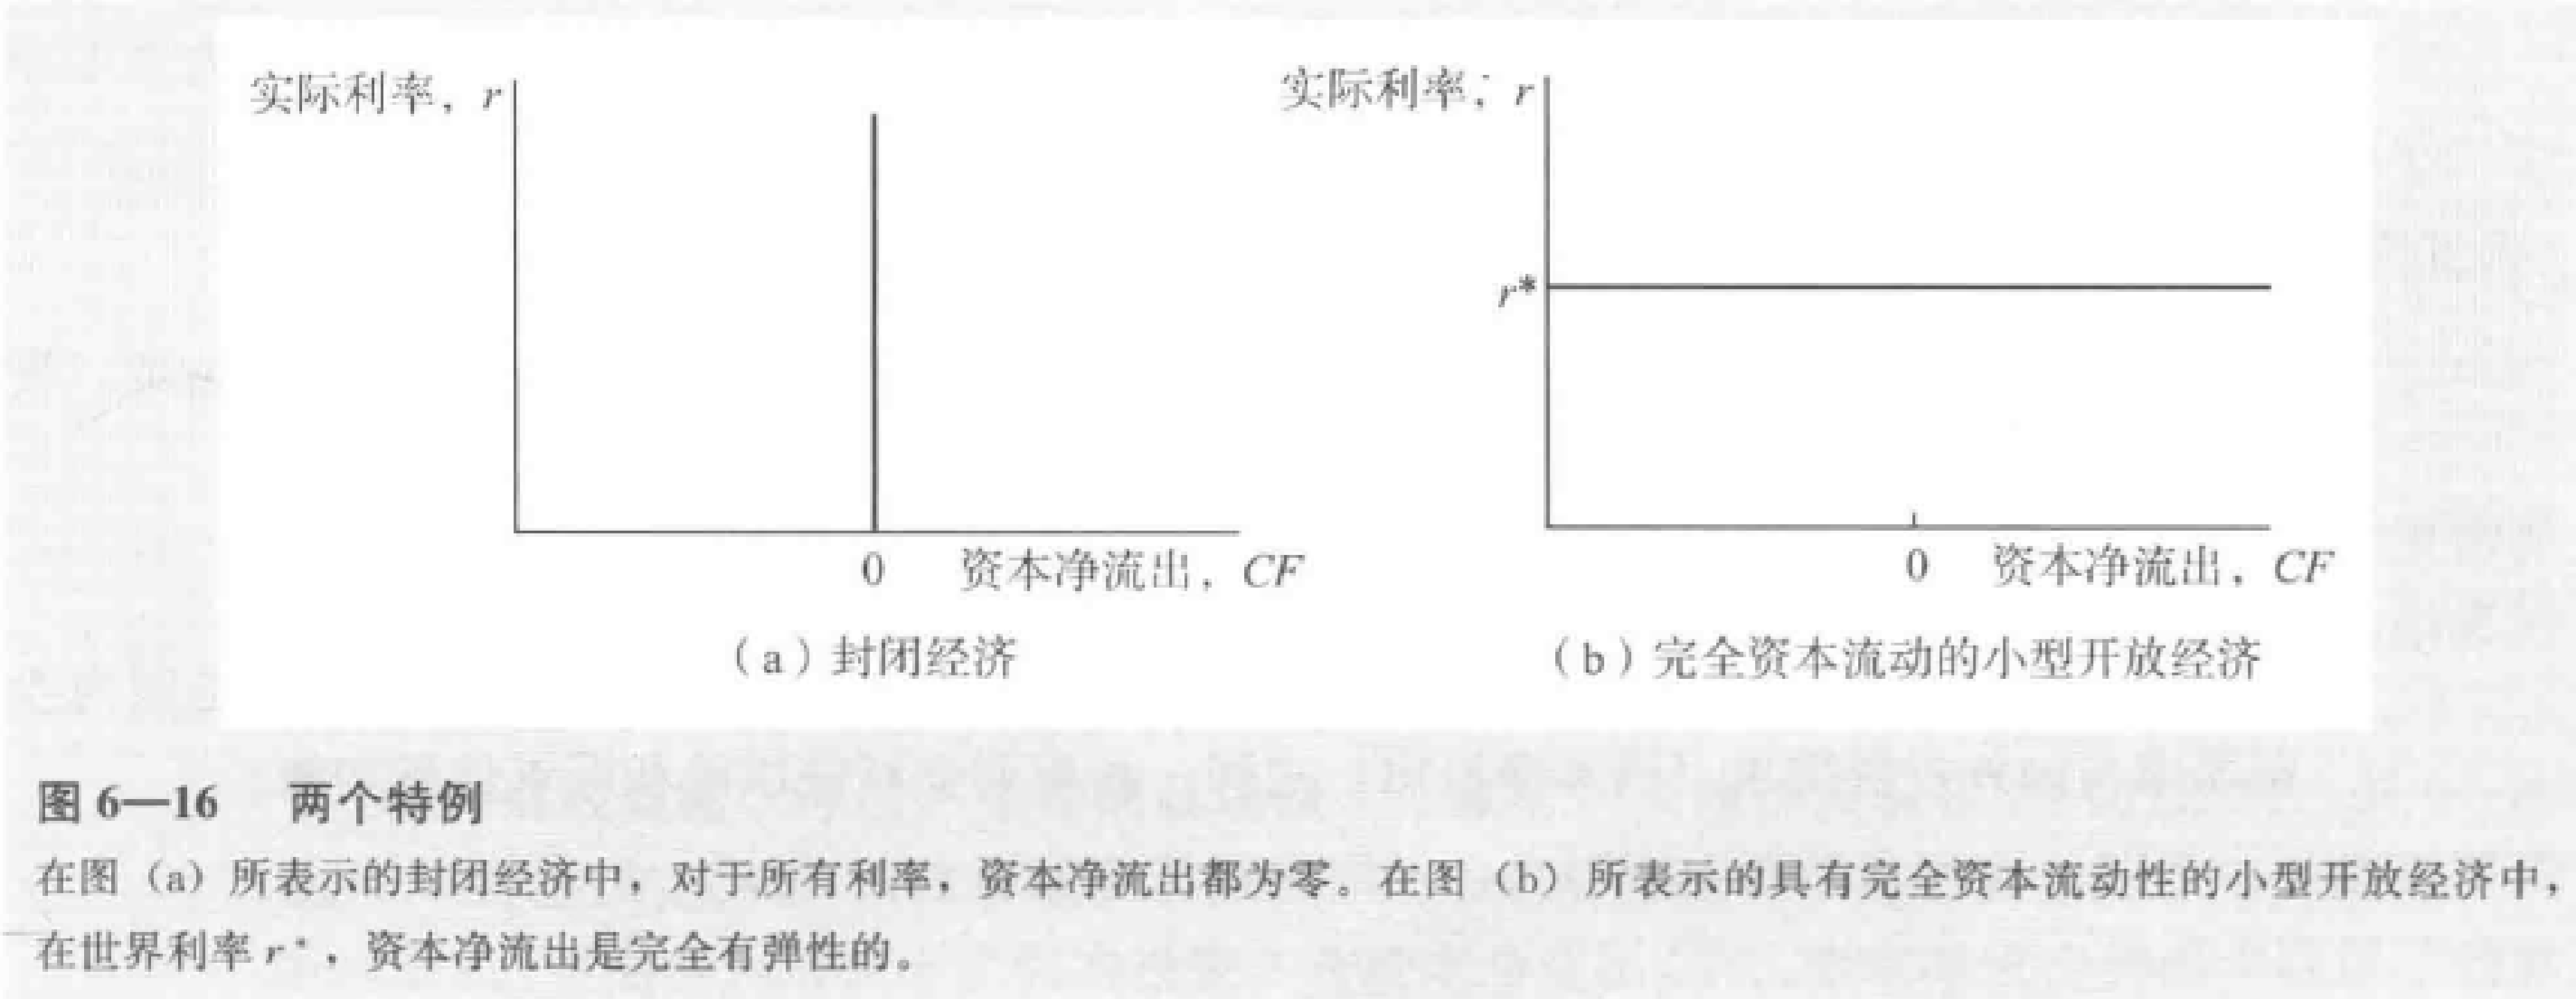 实际利率，r
实际利率，r
r*
0 资本净流出，CF
0 资本净流出，CF
（a）封闭经济
（b）完全资本流动的小型开放经济
图 6—16 两个特例
在图（a）所表示的封闭经济中，对于所有利率，资本净流出都为零。在图（b）所表示的具有完全资本流动性的小型开放经济中，
在世界利率 r*，资本净流出是完全有弹性的。